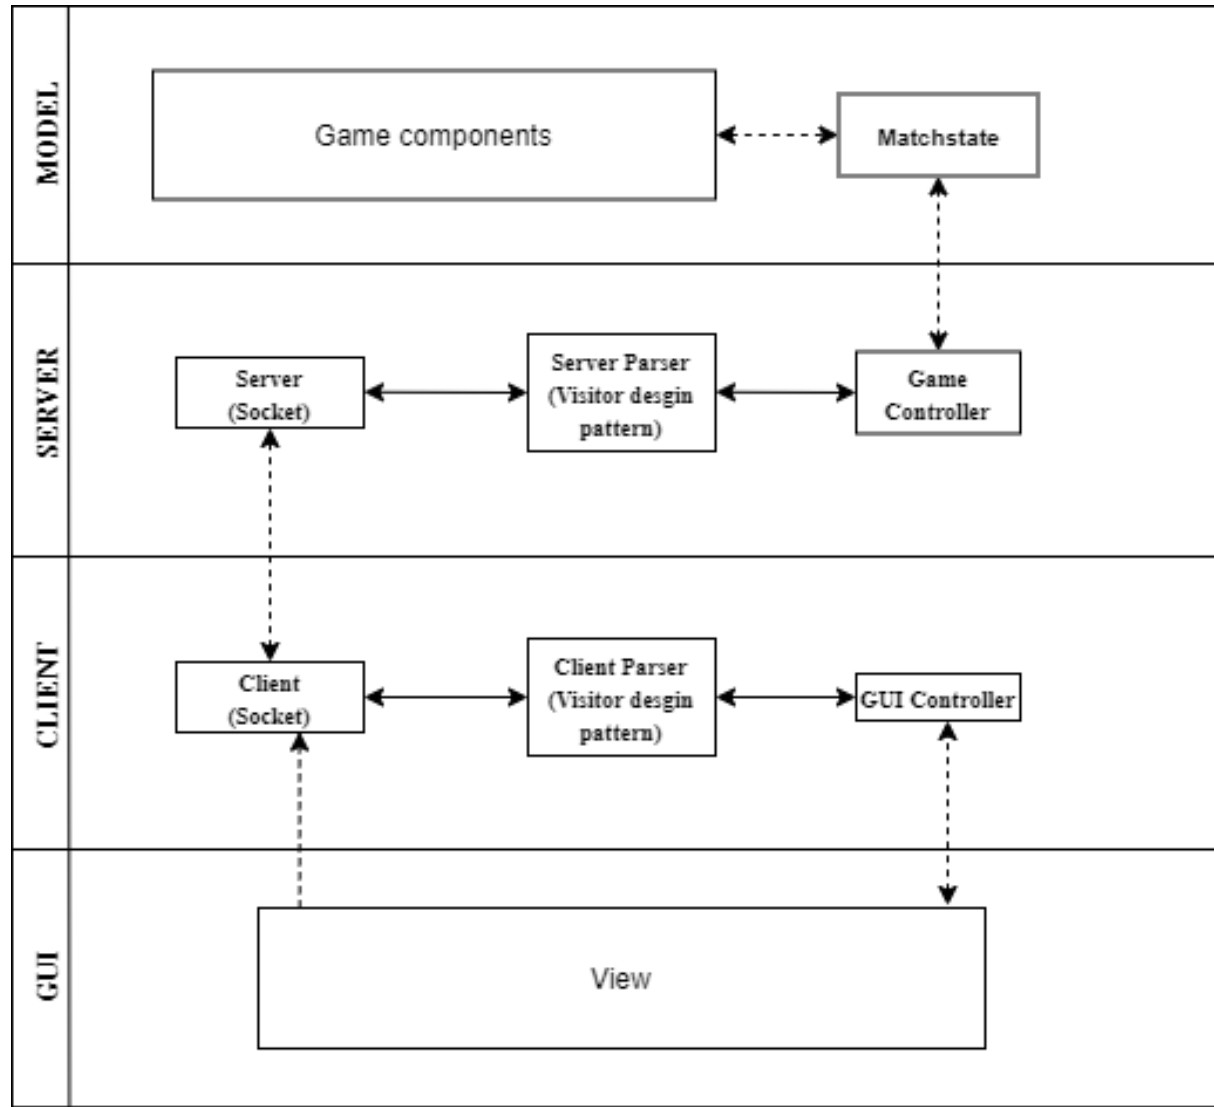 MODEL
Game components
Matchstate
SERVER
Server
(Socket)
Server Parser
(Visitor desgin
pattern)
Game
Controller
CLIENT
Client
(Socket)
Client Parser
(Visitor desgin
pattern)
GUI Controller
GUI
View